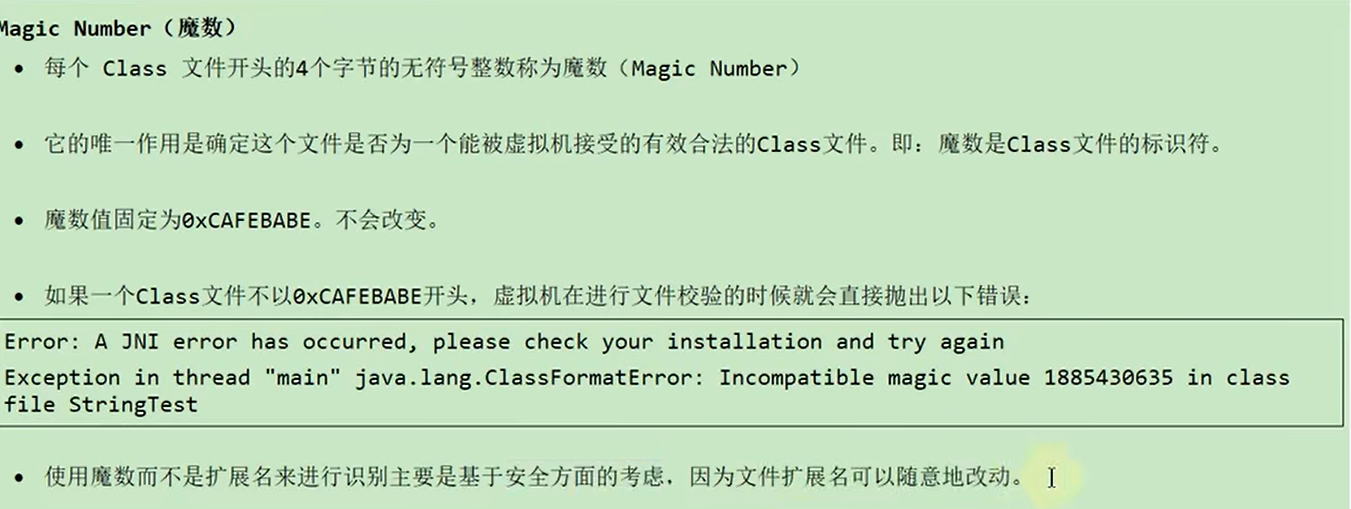 Magic Number（魔数）
• 每个 Class 文件开头的4个字节的无符号整数称为魔数（Magic Number）
• 它的唯一作用是确定这个文件是否为一个能被虚拟机接受的有效合法的Class文件。即：魔数是Class文件的标识符。
• 魔数值固定为0xCAFEBABE。不会改变。
• 如果一个Class文件不以0xCAFEBABE开头，虚拟机在进行文件校验的时候就会直接抛出以下错误：
Error: A JNI error has occurred, please check your installation and try again
Exception in thread "main" java.lang.ClassFormatError: Incompatible magic value 1885430635 in class
file StringTest
• 使用魔数而不是扩展名来进行识别主要是基于安全方面的考虑，因为文件扩展名可以随意地改动。